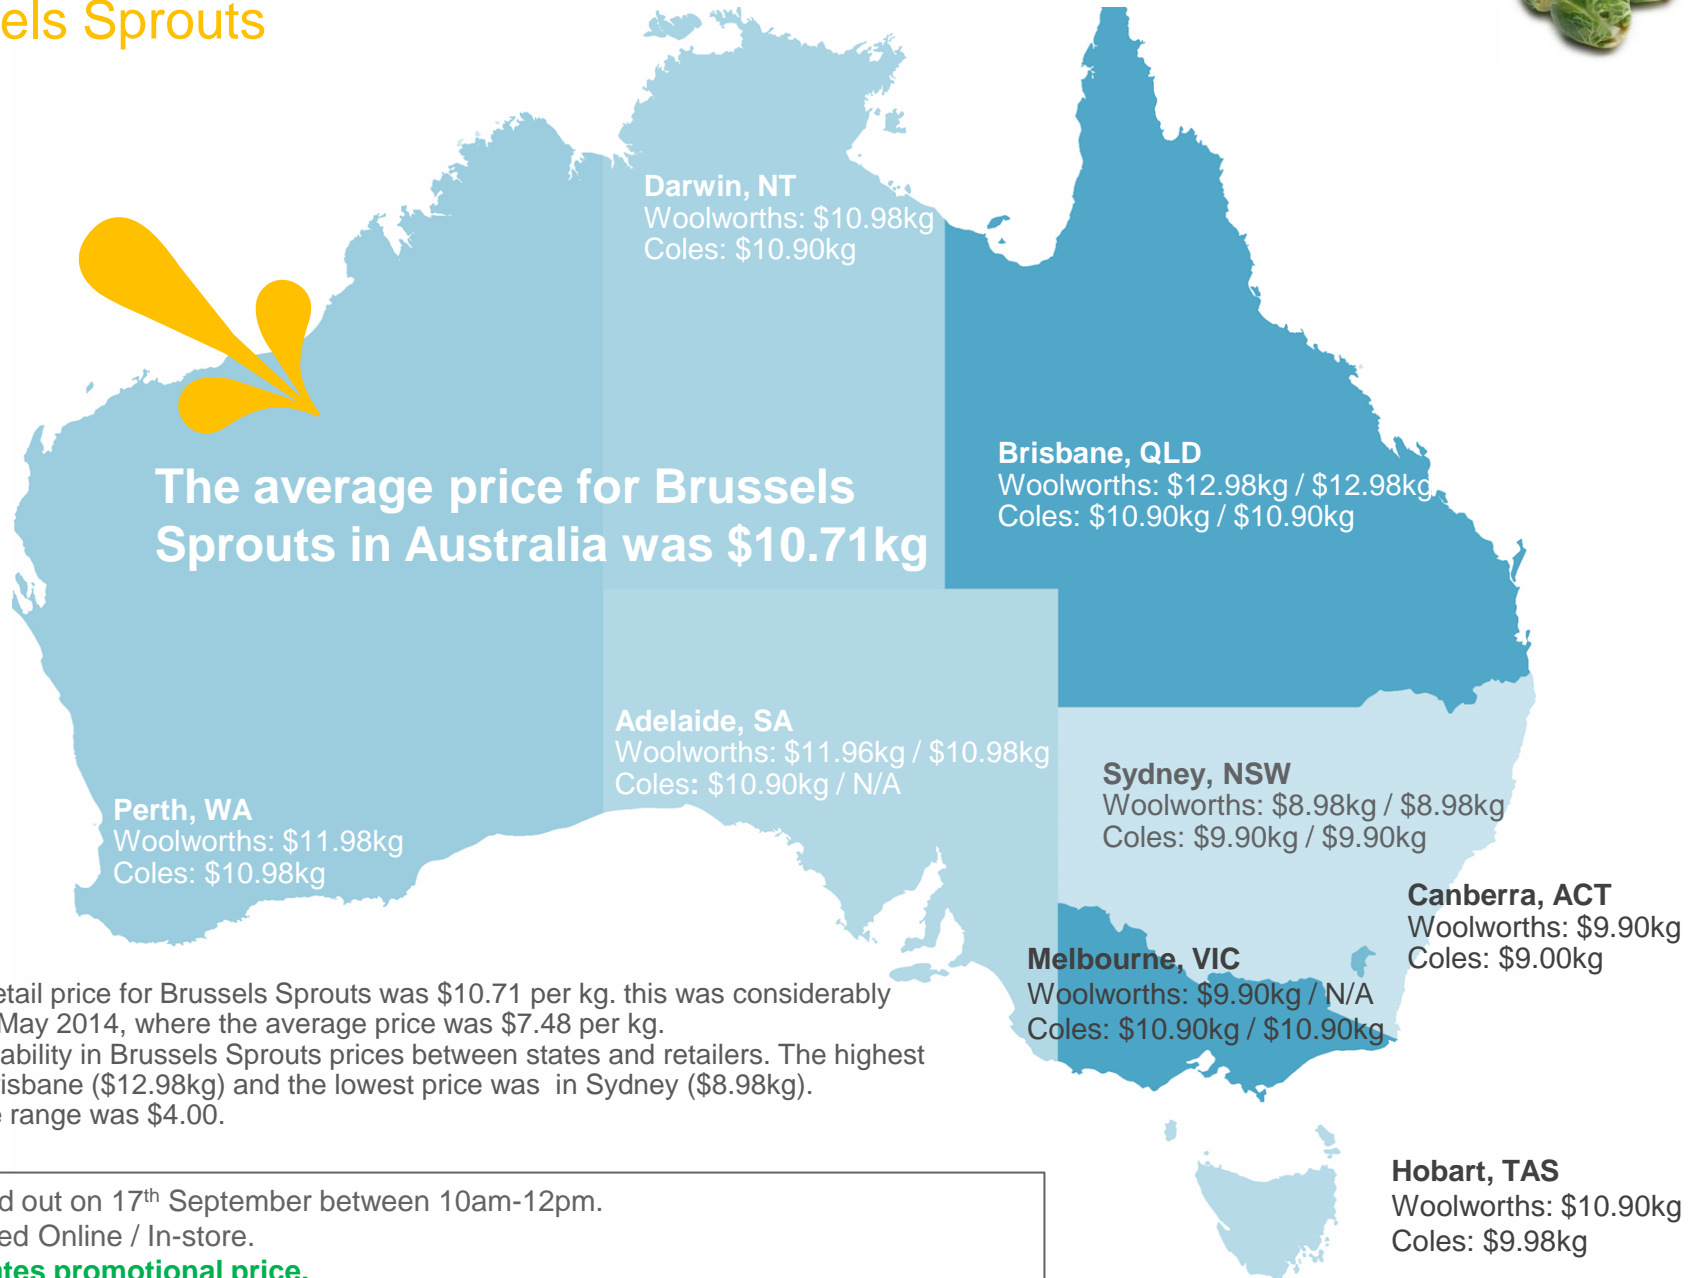 els Sprouts
Darwin, NT
Woolworths: $10.98kg
Coles: $10.90kg
The average price for Brussels
Sprouts in Australia was $10.71kg
Brisbane, QLD
Woolworths: $12.98kg / $12.98kg
Coles: $10.90kg / $10.90kg
Adelaide, SA
Woolworths: $11.96kg / $10.98kg
Coles: $10.90kg / N/A
Sydney, NSW
Woolworths: $8.98kg / $8.98kg
Coles: $9.90kg / $9.90kg
Perth, WA
Woolworths: $11.98kg
Coles: $10.98kg
Canberra, ACT
Woolworths: $9.90kg
Coles: $9.00kg
Melbourne, VIC
Woolworths: $9.90kg / N/A
Coles: $10.90kg / $10.90kg
etail price for Brussels Sprouts was $10.71 per kg. this was considerably
May 2014, where the average price was $7.48 per kg.
ability in Brussels Sprouts prices between states and retailers. The highest
risbane ($12.98kg) and the lowest price was in Sydney ($8.98kg).
e range was $4.00.
Hobart, TAS
Woolworths: $10.90kg
Coles: $9.98kg
d out on 17th September between 10am-12pm.
ed Online / In-store.
tes promotional price.